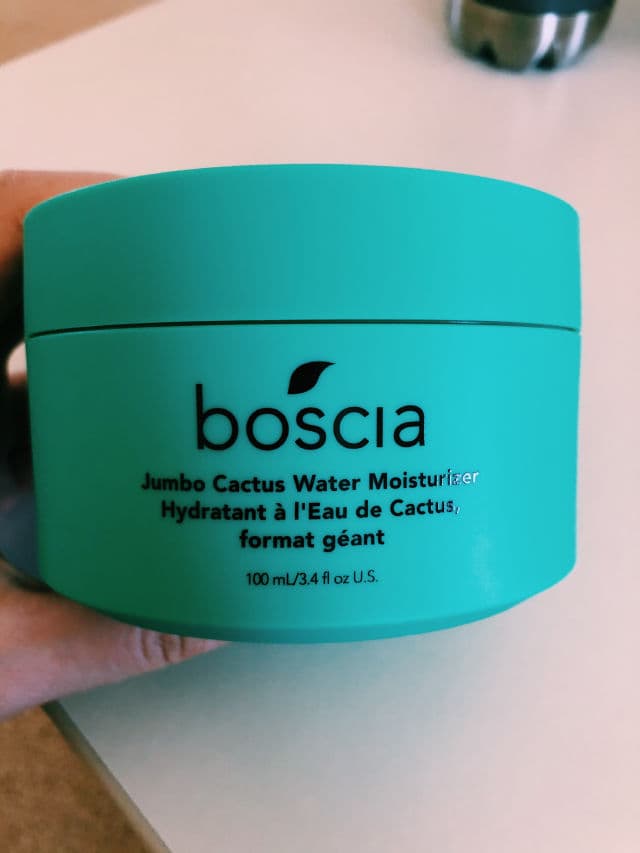 boscia
Jumbo Cactus Water Moisturizer
Hydratant à l'Eau de Cactus,
format géant
100 mL/3.4 fl oz U.S.